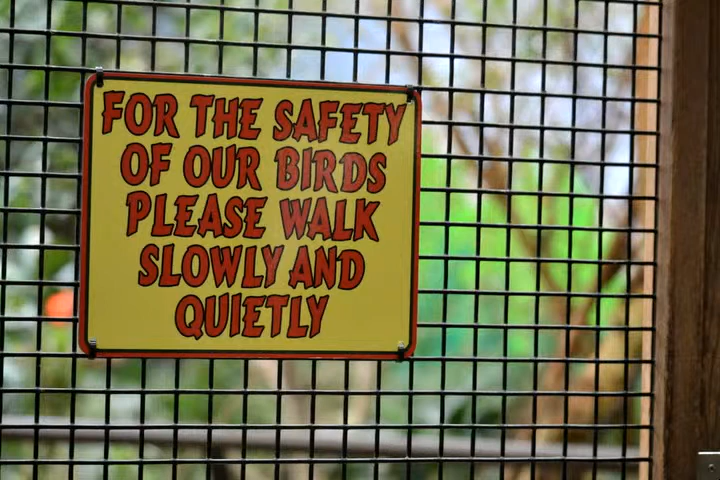 FOR THE SAFETY
OF OUR BIRDS
PLEASE WALK
SLOWLY AND
QUIETLY